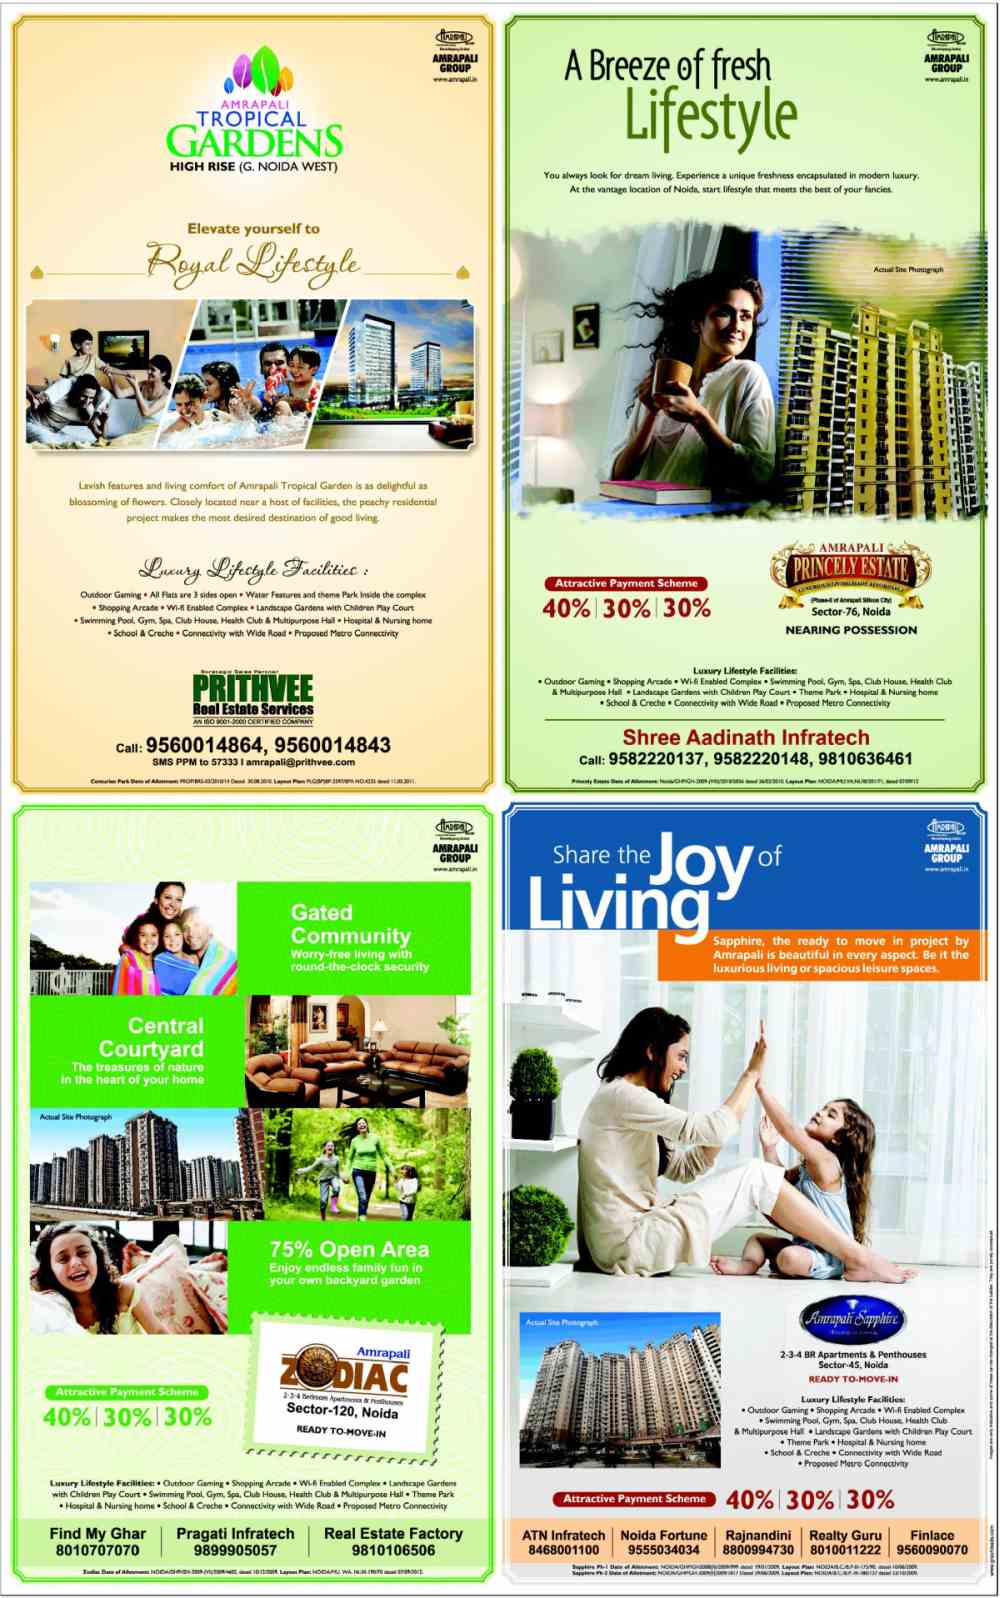 AMRAPALI
GROUP
www.amrapali.in
AMRAPALI
TROPICAL
GARDENS
HIGH RISE (G. NOIDA WEST)
Elevate yourself to
Royal Lifestyle
Lavish features and living comfort of Amrapali Tropical Garden is as delightful as
blossoming of flowers. Closely located near a host of facilities, the peachy residential
project makes the most desired destination of good living.
Luxury Lifestyle Facilities :
Outdoor Gaming • All Flats are 3 sides open • Water Features and theme Park Inside the complex
• Shopping Arcade • Wi-fi Enabled Complex • Landscape Gardens with Children Play Court
• Swimming Pool, Gym, Spa, Club House, Health Club & Multipurpose Hall • Hospital & Nursing home
• School & Creche • Connectivity with Wide Road • Proposed Metro Connectivity
Strategic Sales Partner
PRITHVEE
Real Estate Services
AN ISO 9001-2000 CERTIFIED COMPANY
Call: 9560014864, 9560014843
SMS PPM to 57333 I amrapali@prithvee.com
AMRAPALI
GROUP
www.amrapali.in
A Breeze of fresh
Lifestyle
You always look for dream living. Experience a unique freshness encapsulated in modern luxury.
At the vantage location of Noida, start lifestyle that meets the best of your fancies.
Actual Site Photograph
Attractive Payment Scheme
40% | 30% | 30%
AMRAPALI
PRINCELY ESTATE
(Phase-II of Amrapali Silicon City)
Sector-76, Noida
NEARING POSSESSION
Luxury Lifestyle Facilities:
• Outdoor Gaming • Shopping Arcade • Wi-fi Enabled Complex • Swimming Pool, Gym, Spa, Club House, Health Club
& Multipurpose Hall • Landscape Gardens with Children Play Court • Theme Park • Hospital & Nursing home
• School & Creche • Connectivity with Wide Road • Proposed Metro Connectivity
Shree Aadinath Infratech
Call: 9582220137, 9582220148, 9810636461
AMRAPALI
GROUP
www.amrapali.in
Gated
Community
Worry-free living with
round-the-clock security
Central
Courtyard
The treasures of nature
in the heart of your home
Actual Site Photograph
75% Open Area
Enjoy endless family fun in
your own backyard garden
Attractive Payment Scheme
40% | 30% | 30%
Amrapali
ZODIAC
2-3-4 Bedroom Apartments & Penthouses
Sector-120, Noida
READY TO-MOVE-IN
Luxury Lifestyle Facilities: • Outdoor Gaming • Shopping Arcade • Wi-fi Enabled Complex • Landscape Gardens
with Children Play Court • Swimming Pool, Gym, Spa, Club House, Health Club & Multipurpose Hall • Theme Park
• Hospital & Nursing home • School & Creche • Connectivity with Wide Road • Proposed Metro Connectivity
Find My Ghar
8010707070
Pragati Infratech
9899905057
Real Estate Factory
9810106506
AMRAPALI
GROUP
www.amrapali.in
Share the Joy of
Living
Sapphire, the ready to move in project by
Amrapali is beautiful in every aspect. Be it the
luxurious living or spacious leisure spaces.
Actual Site Photograph
Amrapali Sapphire
2-3-4 BR Apartments & Penthouses
Sector-45, Noida
READY TO-MOVE-IN
Luxury Lifestyle Facilities:
• Outdoor Gaming • Shopping Arcade • Wi-fi Enabled Complex
• Swimming Pool, Gym, Spa, Club House, Health Club
& Multipurpose Hall • Landscape Gardens with Children Play Court
• Theme Park • Hospital & Nursing home
• School & Creche • Connectivity with Wide Road
• Proposed Metro Connectivity
Attractive Payment Scheme 40% | 30% | 30%
ATN Infratech
8468001100
Noida Fortune
9555034034
Rajnandini
8800994730
Realty Guru
8010011222
Finlace
9560090070